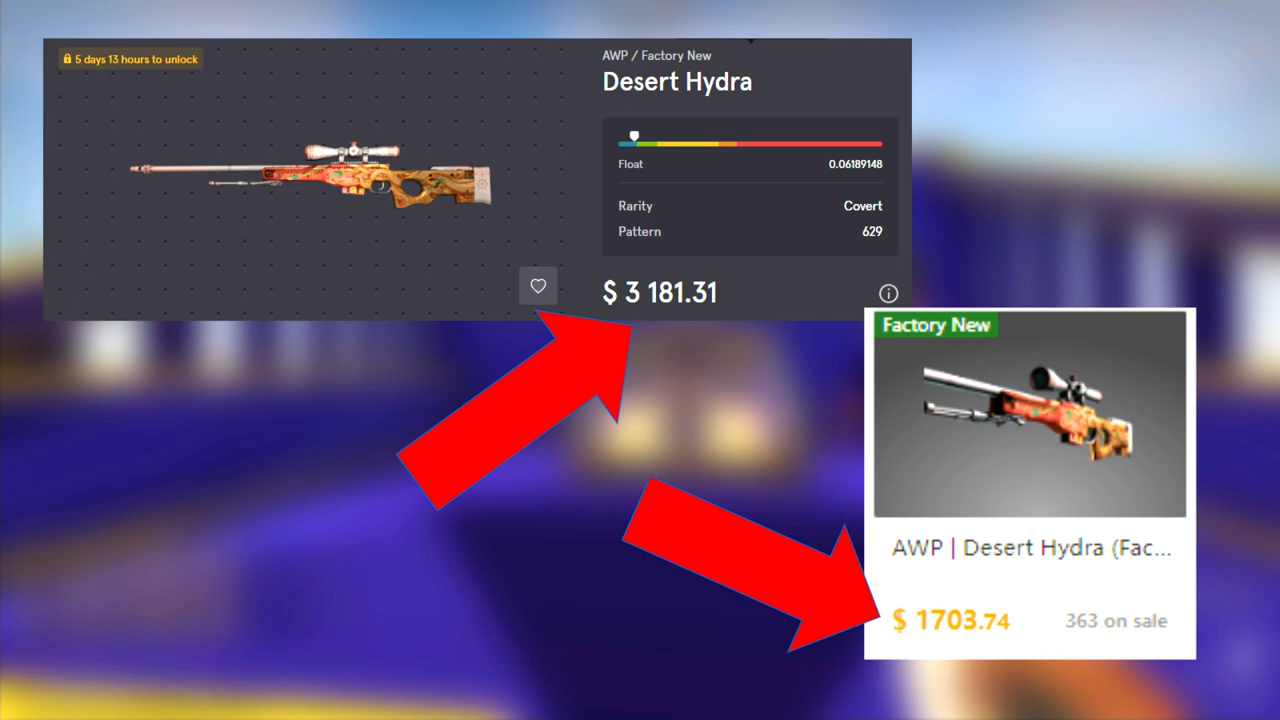 5 days 13 hours to unlock
AWP / Factory New
Desert Hydra
Float 0.06189148
Rarity Covert
Pattern 629
$ 3 181.31
Factory New
AWP | Desert Hydra (Fac...
$ 1703.74 363 on sale